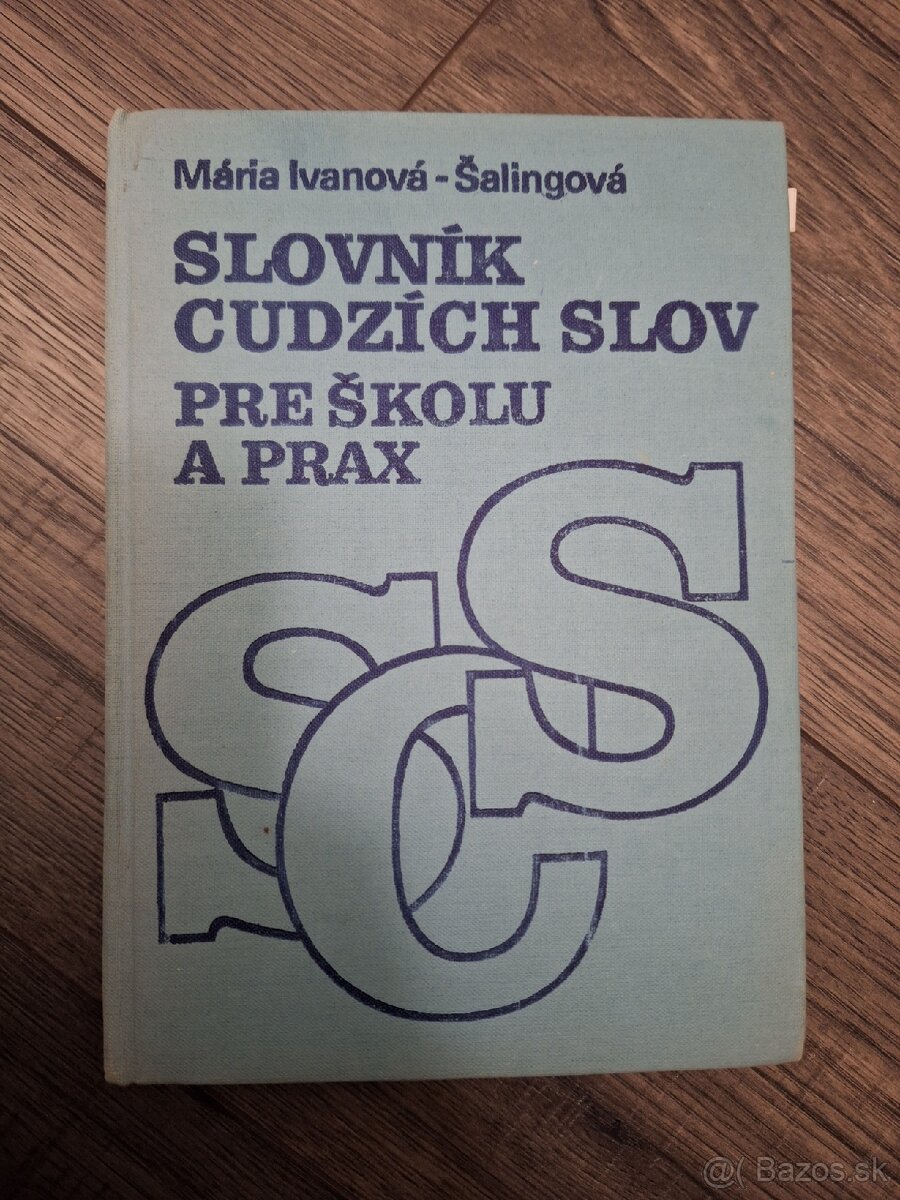 Mária Ivanová-Šalingová
SLOVNÍK
CUDZÍCH SLOV
PRE ŠKOLU
A PRAX
SCS
@( Bazos.sk